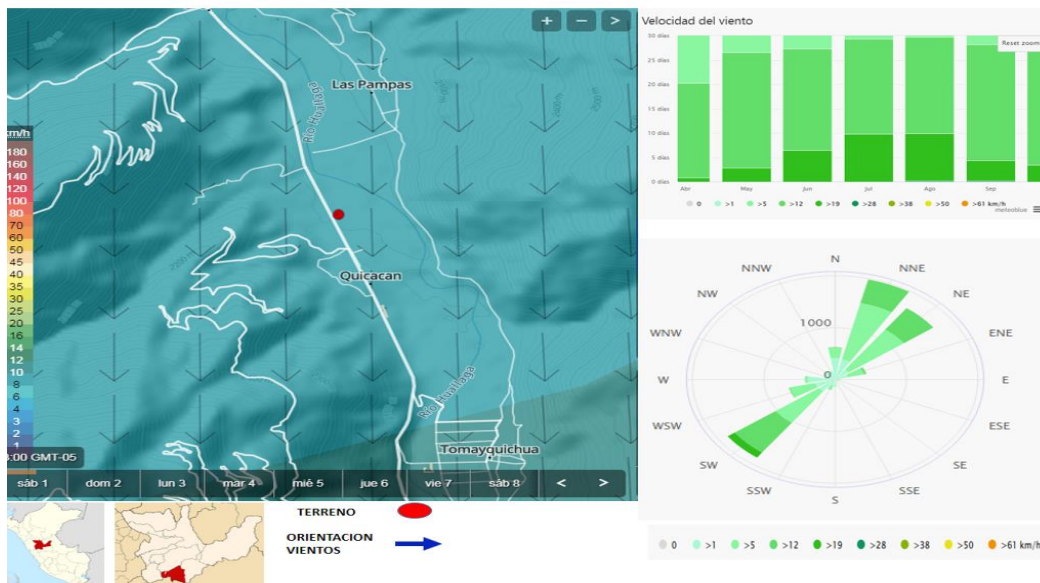 + − >
Las Pampas
Río Huallaga
km/h
180
160
140
120
100
80
70
60
50
45
40
35
30
25
20
16
14
12
10
8
6
4
3
2
1
Quicacan
Río Huallaga
Tomayquichua
:00 GMT-05
sáb 1 dom 2 lun 3 mar 4 mié 5 jue 6 vie 7 sáb 8 < >
TERRENO
ORIENTACION
VIENTOS
Velocidad del viento
Reset zoom
30 días
25 días
20 días
15 días
10 días
5 días
0 días
Abr May Jun Jul Ago Sep
0 >1 >5 >12 >19 >28 >38 >50 >61 km/h
meteoblue
N
NNW NNE
NW NE
WNW ENE
1000
W 0 E
WSW ESE
SW SE
SSW SSE
S
0 >1 >5 >12 >19 >28 >38 >50 >61 km/h